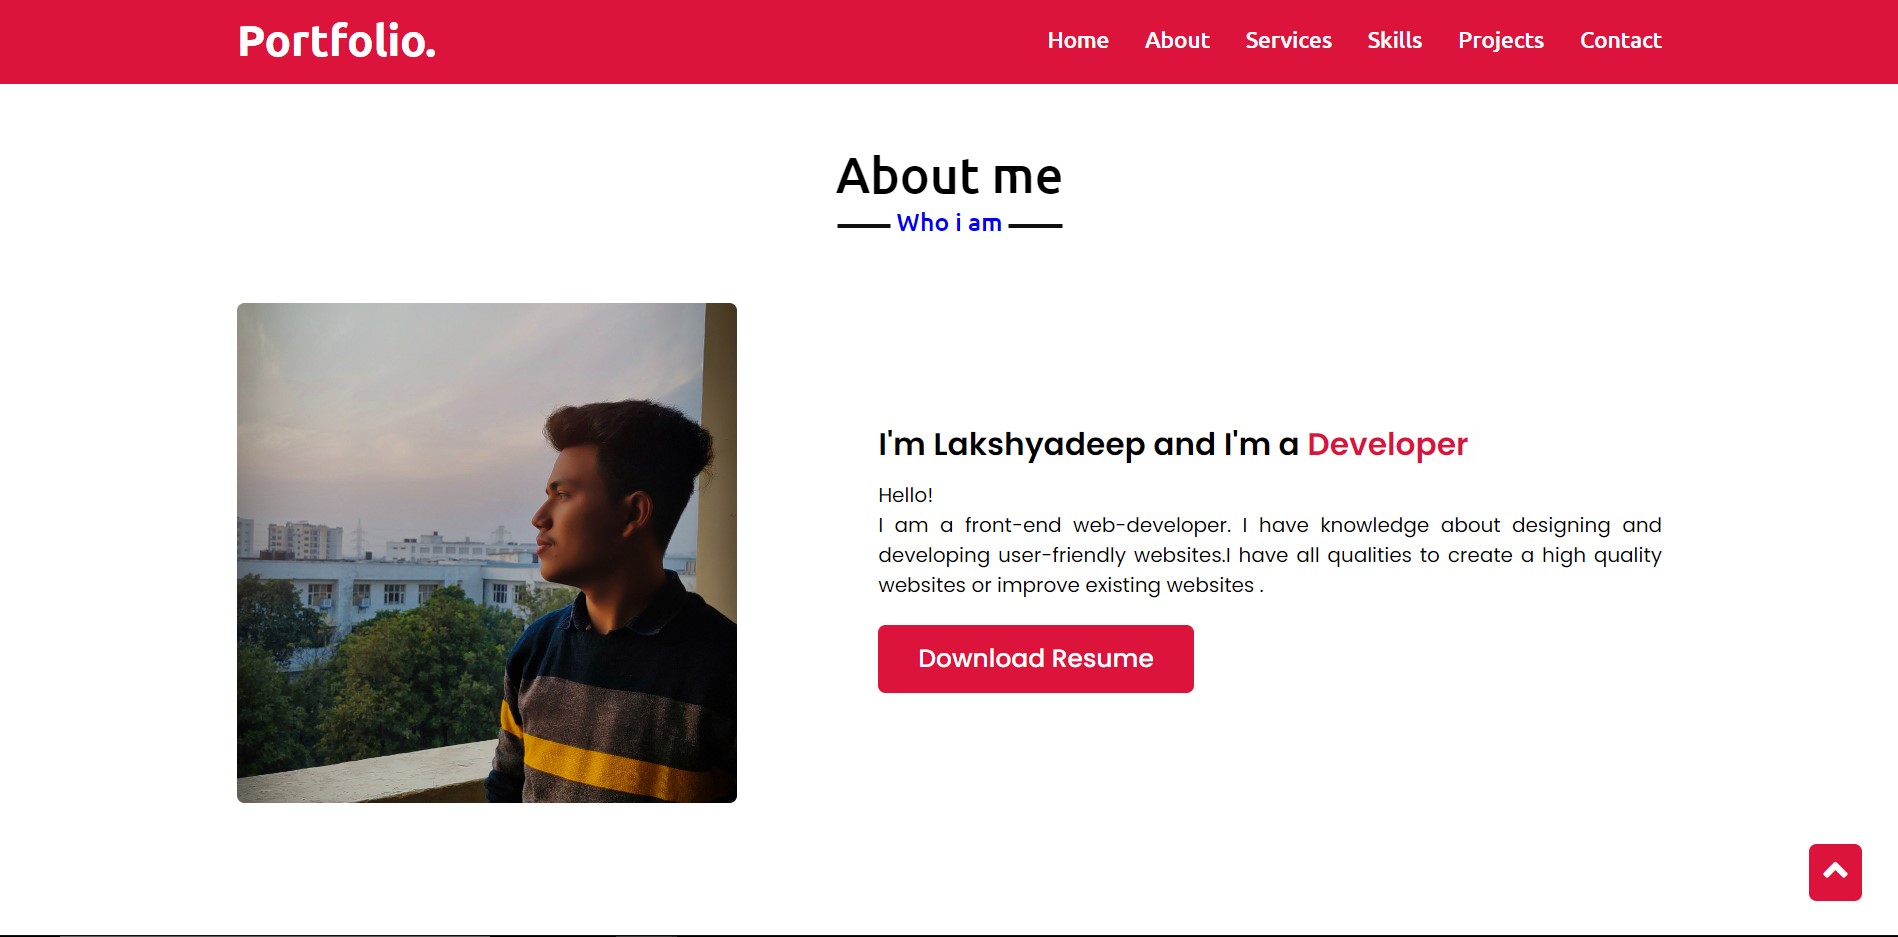 Portfolio.
Home About Services Skills Projects Contact
About me
Who i am
I'm Lakshyadeep and I'm a Developer
Hello!
I am a front-end web-developer. I have knowledge about designing and
developing user-friendly websites.I have all qualities to create a high quality
websites or improve existing websites .
Download Resume